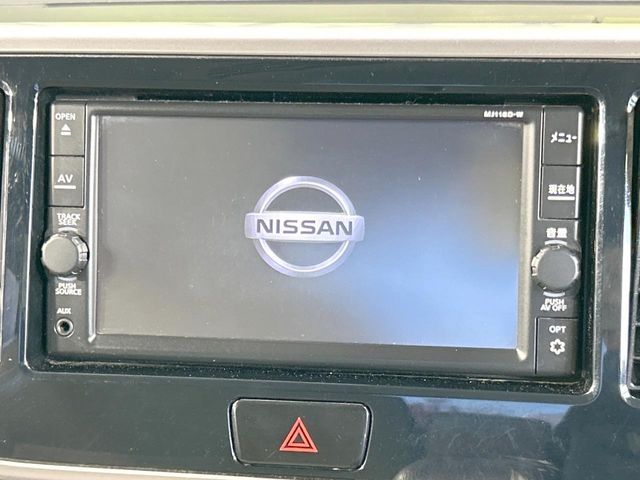 OPEN
AV
TRACK
SEEK
PUSH
SOURCE
AUX
MJ116D-W
NISSAN
メニュー
現在地
音量
PUSH
AV OFF
OPT